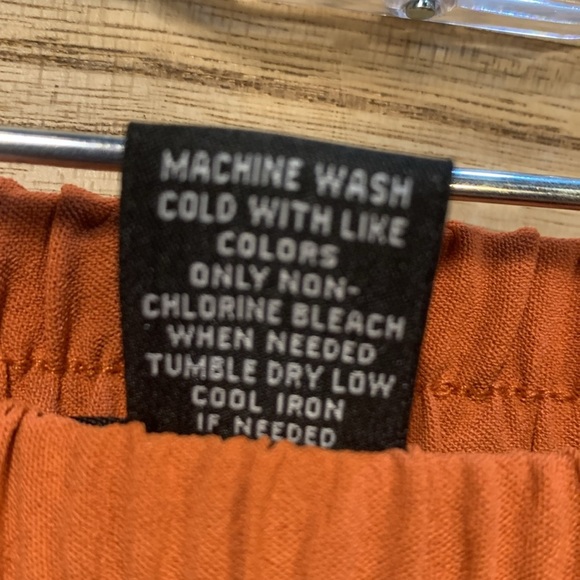 MACHINE WASH
COLD WITH LIKE
COLORS
ONLY NON-
CHLORINE BLEACH
WHEN NEEDED
TUMBLE DRY LOW
COOL IRON
IF NEEDED